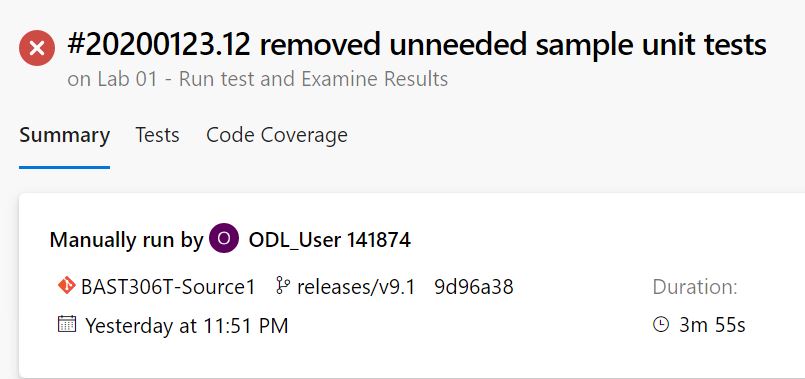 #20200123.12 removed unneeded sample unit tests
on Lab 01 - Run test and Examine Results
Summary Tests Code Coverage
Manually run by O ODL_User 141874
BAST306T-Source1 releases/v9.1 9d96a38 Duration:
Yesterday at 11:51 PM 3m 55s